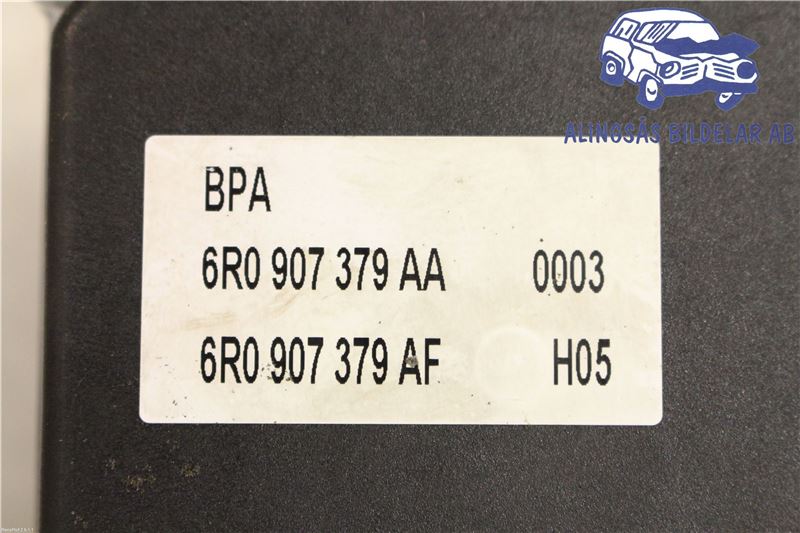 ALINGSÅS BILDELAR AB
BPA
6R0 907 379 AA 0003
6R0 907 379 AF H05